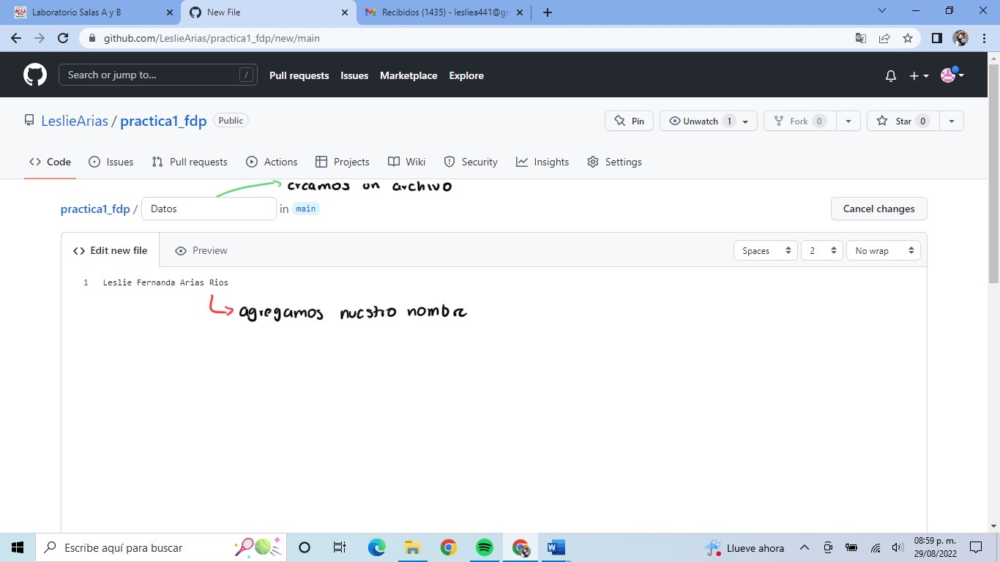 Laboratorio Salas A y B
New File
Recibidos (1435) - lesliea441@gr
github.com/LeslieArias/practica1_fdp/new/main
Search or jump to...
/
Pull requests Issues Marketplace Explore
LeslieArias / practica1_fdp Public
Pin
Unwatch 1
Fork 0
Star 0
Code Issues Pull requests Actions Projects Wiki Security Insights Settings
creamos un archivo
practica1_fdp / Datos in main
Cancel changes
Edit new file Preview
Spaces 2 No wrap
1 Leslie Fernanda Arias Rios
agregamos nuestro nombre
Escribe aquí para buscar
Llueve ahora
08:59 p. m.
29/08/2022